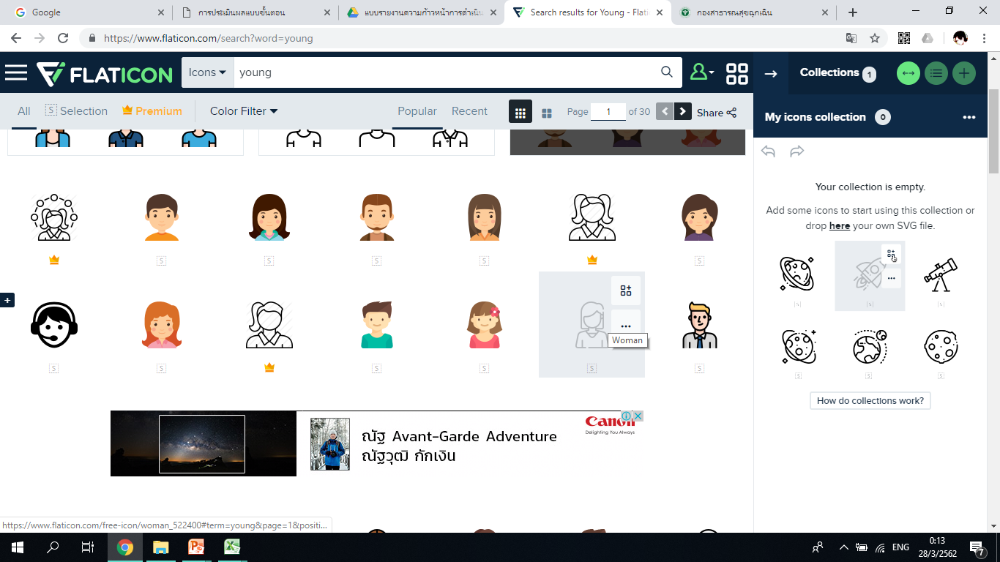 Google
การประเมินผลแบบขั้นตอน
แบบรายงานความก้าวหน้าการดำเนิน
Search results for Young - Flati
กองสาธารณสุขฉุกเฉิน
https://www.flaticon.com/search?word=young
FLATICON
Icons
young
Collections 1
All
S Selection
Premium
Color Filter
Popular
Recent
Page 1 of 30
Share
My icons collection 0
Your collection is empty.
Add some icons to start using this collection or
drop here your own SVG file.
S
S
S
S
S
Woman
S
S
S
S
S
S
S
S
S
S
S
S
How do collections work?
ณัฐ Avant-Garde Adventure
ณัฐวุฒิ กักเงิน
Canon
Delighting You Always
https://www.flaticon.com/free-icon/woman_522400#term=young&page=1&positi...
ENG
0:13
28/3/2562
7